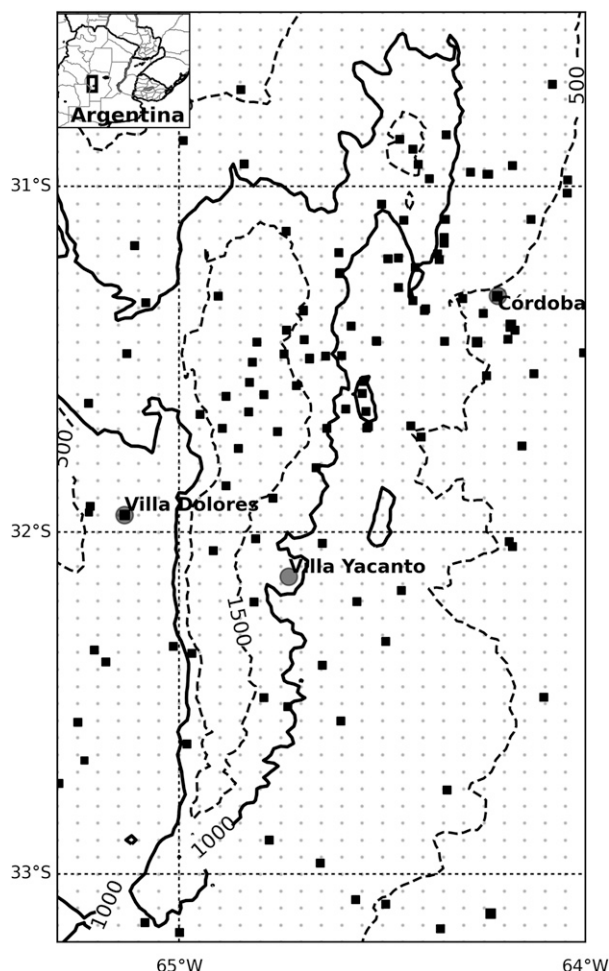 Argentina
500
31°S
Córdoba
500
Villa Dolores
32°S
Villa Yacanto
1500
1000
33°S
1000
65°W
64°W